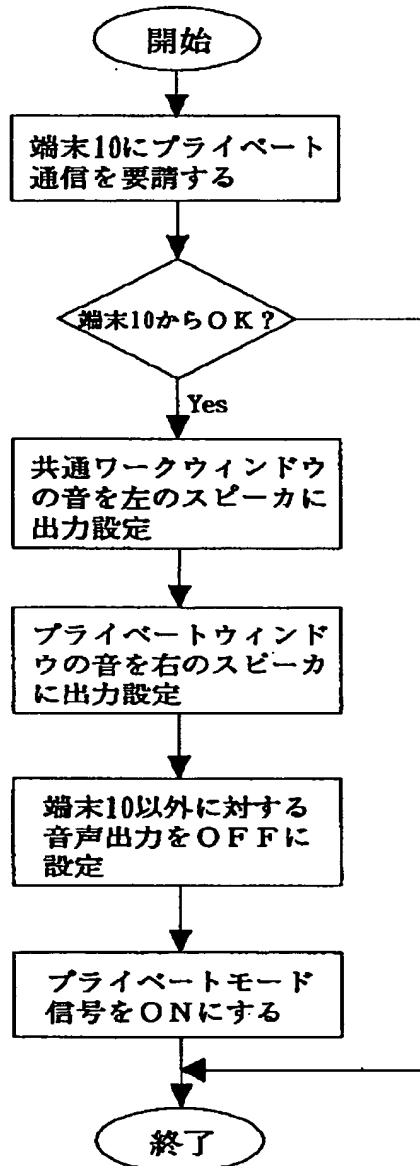 開始
端末10にプライベート
通信を要請する
端末10からOK?
Yes
共通ワークウィンドウ
の音を左のスピーカに
出力設定
プライベートウィンド
ウの音を右のスピーカ
に出力設定
端末10以外に対する
音声出力をOFFに
設定
プライベートモード
信号をONにする
終了